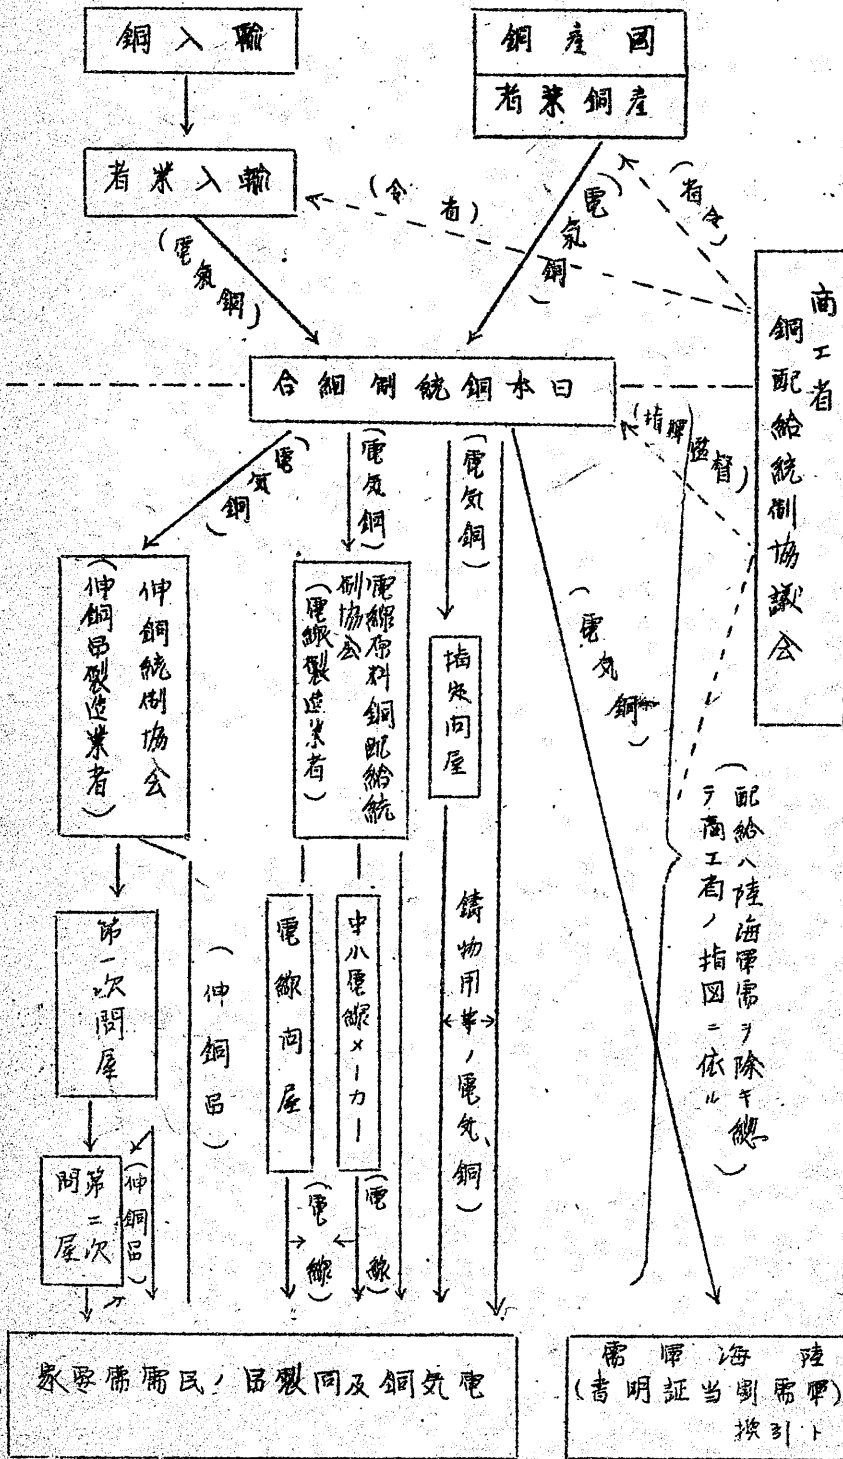 銅入輸
銅産国
者業銅産
者業入輸
(令省)
(省令)
(電気銅)
(電気銅)
商工省
銅配給統制協議会
合組制統銅本日
(指揮監督)
(電気銅)
(電気銅)
(電気銅)
(電気銅)
伸銅統制協会
(伸銅品製造業者)
電線原料銅配給統
制協会
(電線製造業者)
指定問屋
(配給ハ陸海軍需ヲ除キ總
テ商工省ノ指図ニ依ル)
第一次問屋
(伸銅品)
電線問屋
中小電線メーカー
鋳物用等ノ電気銅)
第二次
問屋
(伸銅品)
(電線)
(電線)
家要需需民ノ品製同及銅気電
需軍海陸
(書明証当割需軍)
換引ト